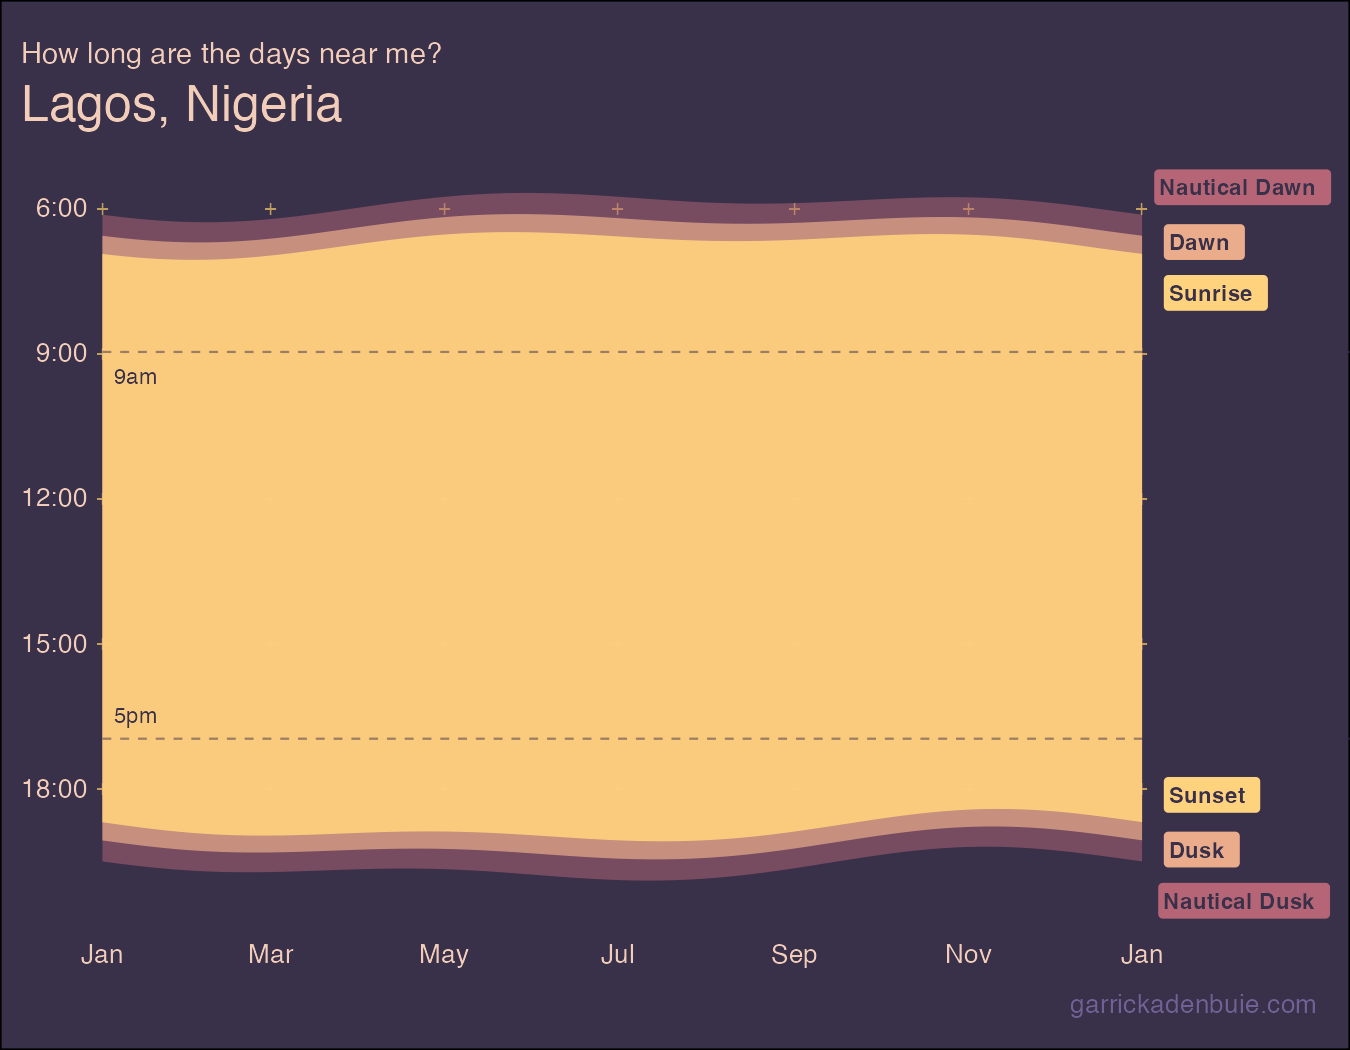 How long are the days near me?
Lagos, Nigeria
Nautical Dawn
6:00
Dawn
Sunrise
9:00
9am
12:00
15:00
5pm
18:00
Sunset
Dusk
Nautical Dusk
Jan Mar May Jul Sep Nov Jan
garrickadenbuie.com